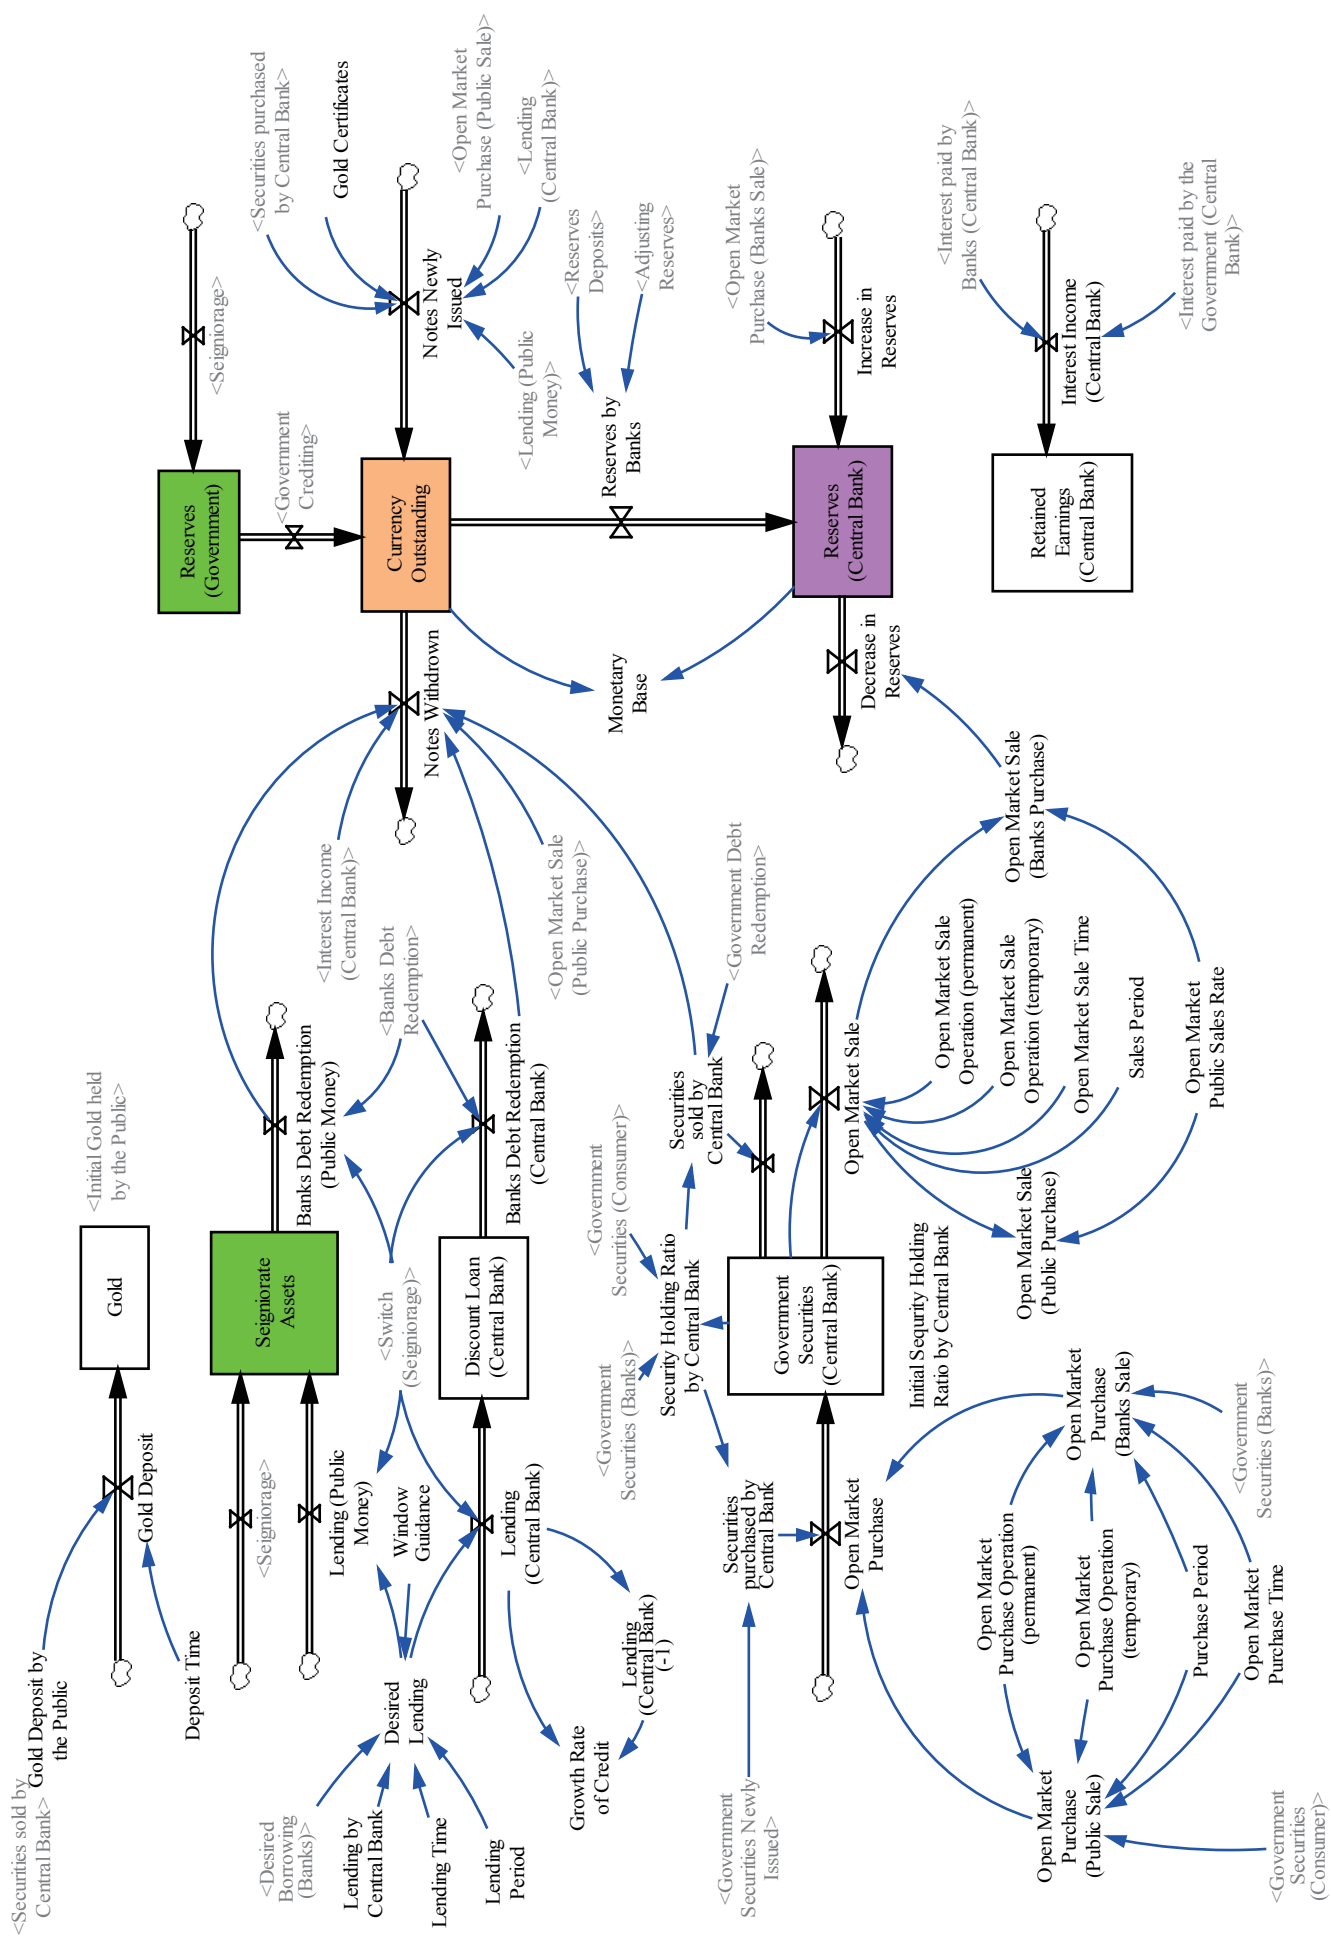 <Securities sold by
Central Bank>
Gold Deposit by
the Public
Deposit Time
Gold Deposit
Gold
<Initial Gold held
by the Public>
Reserves
(Government)
<Seigniorage>
<Seigniorage>
Seigniorate
Assets
Banks Debt Redemption
(Public Money)
<Government
Crediting>
<Securities purchased
by Central Bank>
Gold Certificates
Lending (Public
Money)
<Desired
Borrowing
(Banks)>
Lending by
Central Bank
Lending Time
Lending
Period
Desired
Lending
Window
Guidance
<Switch
(Seigniorage)>
<Banks Debt
Redemption>
<Interest Income
(Central Bank)>
Notes Withdrawn
Currency
Outstanding
Notes Newly
Issued
<Open Market
Purchase (Public Sale)>
<Lending
(Central Bank)>
<Lending (Public
Money)>
Discount Loan
(Central Bank)
Lending
(Central Bank)
Banks Debt Redemption
(Central Bank)
<Open Market Sale
(Public Purchase)>
<Reserves
Deposits>
<Adjusting
Reserves>
Reserves by
Banks
Growth Rate
of Credit
Lending
(Central Bank)
(-1)
Monetary
Base
<Government
Securities (Banks)>
<Government
Securities (Consumer)>
Security Holding Ratio
by Central Bank
Securities
sold by
Central Bank
<Government Debt
Redemption>
<Government
Securities Newly
Issued>
Securities
purchased by
Central Bank
Government
Securities
(Central Bank)
Open Market
Purchase
Open Market Sale
<Open Market
Purchase (Banks Sale)>
Decrease in
Reserves
Reserves
(Central Bank)
Increase in
Reserves
Initial Sequrity Holding
Ratio by Central Bank
Open Market Sale
Operation (permanent)
Open Market Sale
Operation (temporary)
Open Market Sale Time
Sales Period
Open Market
Public Sales Rate
Open Market Sale
(Public Purchase)
Open Market Sale
(Banks Purchase)
<Interest paid by
Banks (Central Bank)>
Retained
Earnings
(Central Bank)
Interest Income
(Central Bank)
<Interest paid by the
Government (Central
Bank)>
Open Market
Purchase
(Public Sale)
Open Market
Purchase Operation
(permanent)
Open Market
Purchase Operation
(temporary)
Purchase Period
Open Market
Purchase Time
Open Market
Purchase
(Banks Sale)
<Government
Securities (Banks)>
<Government
Securities
(Consumer)>